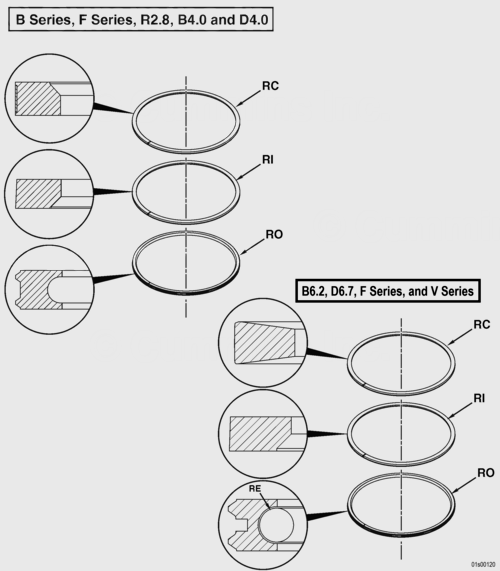 B Series, F Series, R2.8, B4.0 and D4.0
RC
RI
RO
B6.2, D6.7, F Series, and V Series
RC
RI
RE
RO
01s00120